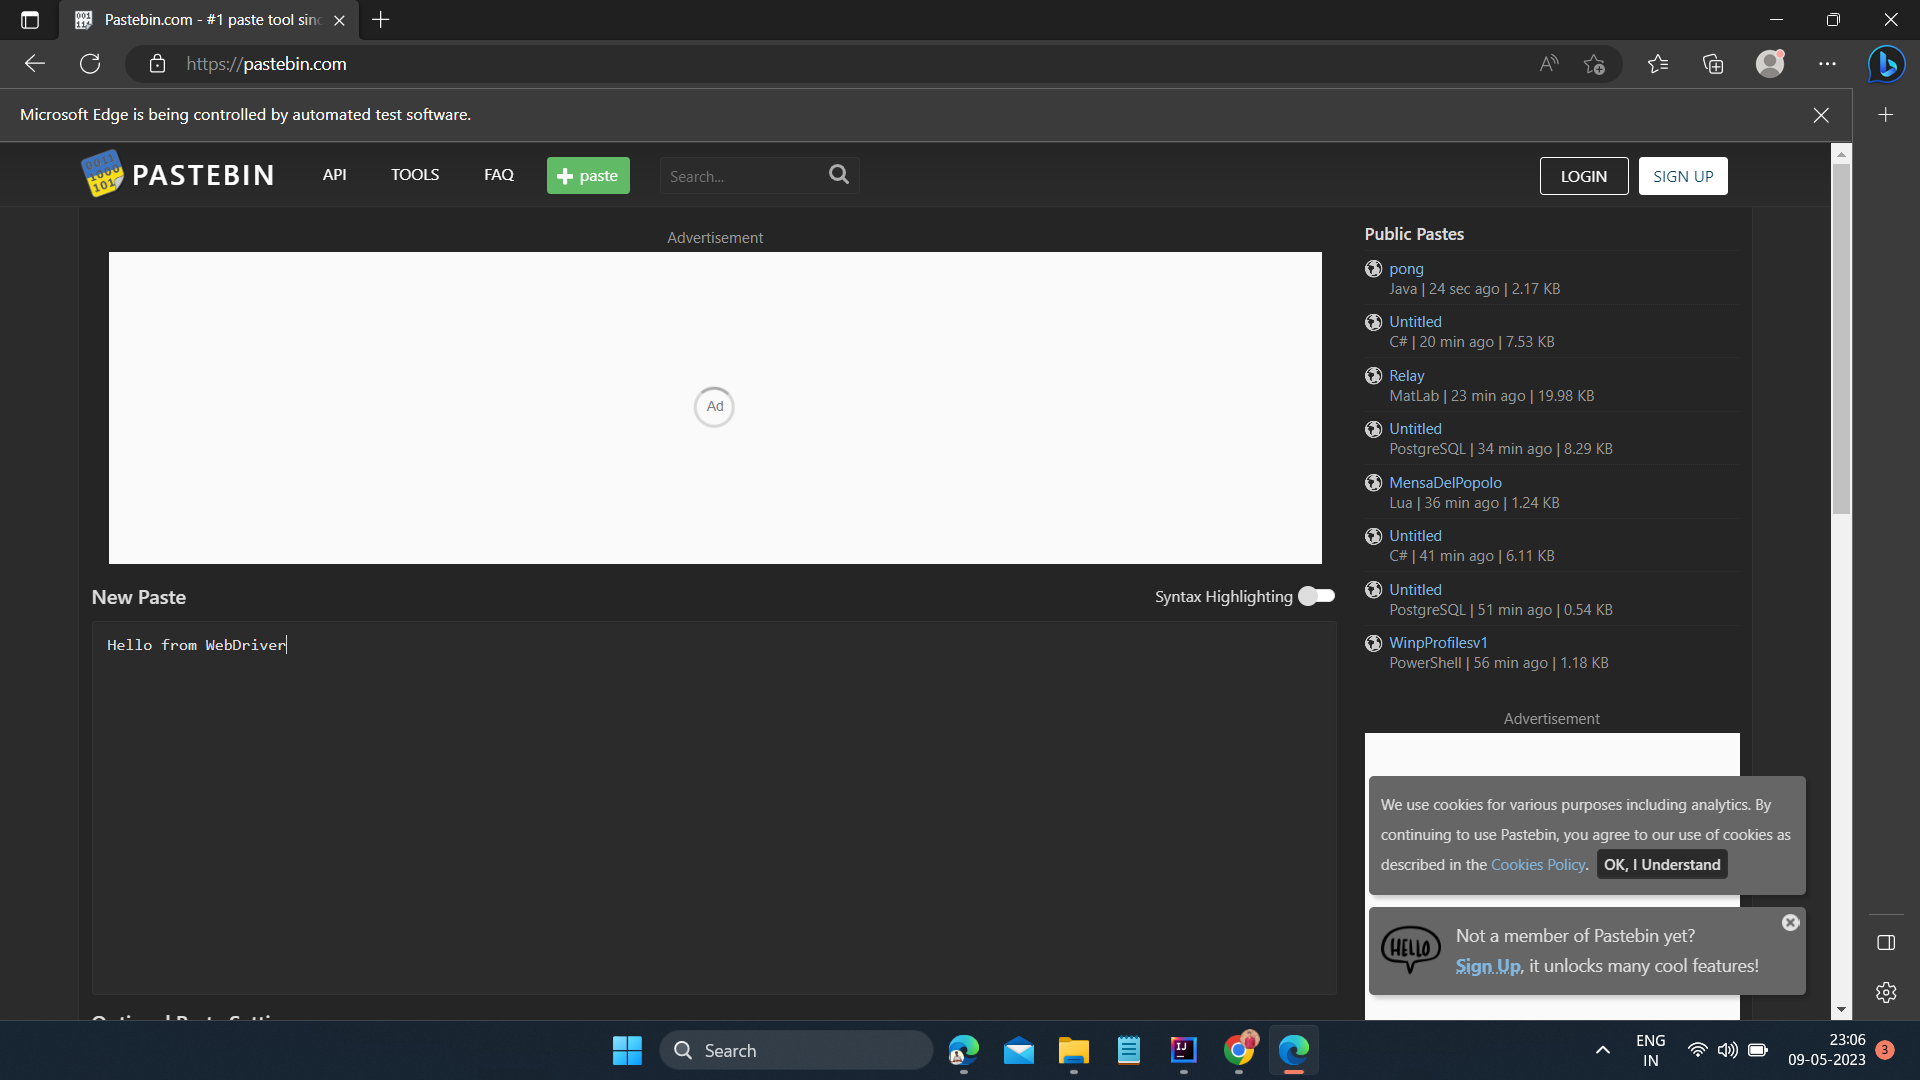 Pastebin.com - #1 paste tool sinc
https://pastebin.com
Microsoft Edge is being controlled by automated test software.
PASTEBIN
API
TOOLS
FAQ
paste
Search...
LOGIN
SIGN UP
Advertisement
Ad
New Paste
Syntax Highlighting
Hello from WebDriver
Public Pastes
pong
Java | 24 sec ago | 2.17 KB
Untitled
C# | 20 min ago | 7.53 KB
Relay
MatLab | 23 min ago | 19.98 KB
Untitled
PostgreSQL | 34 min ago | 8.29 KB
MensaDelPopolo
Lua | 36 min ago | 1.24 KB
Untitled
C# | 41 min ago | 6.11 KB
Untitled
PostgreSQL | 51 min ago | 0.54 KB
WinpProfilesv1
PowerShell | 56 min ago | 1.18 KB
Advertisement
We use cookies for various purposes including analytics. By
continuing to use Pastebin, you agree to our use of cookies as
described in the Cookies Policy. OK, I Understand
HELLO
Not a member of Pastebin yet?
Sign Up, it unlocks many cool features!
Search
ENG
IN
23:06
09-05-2023
3